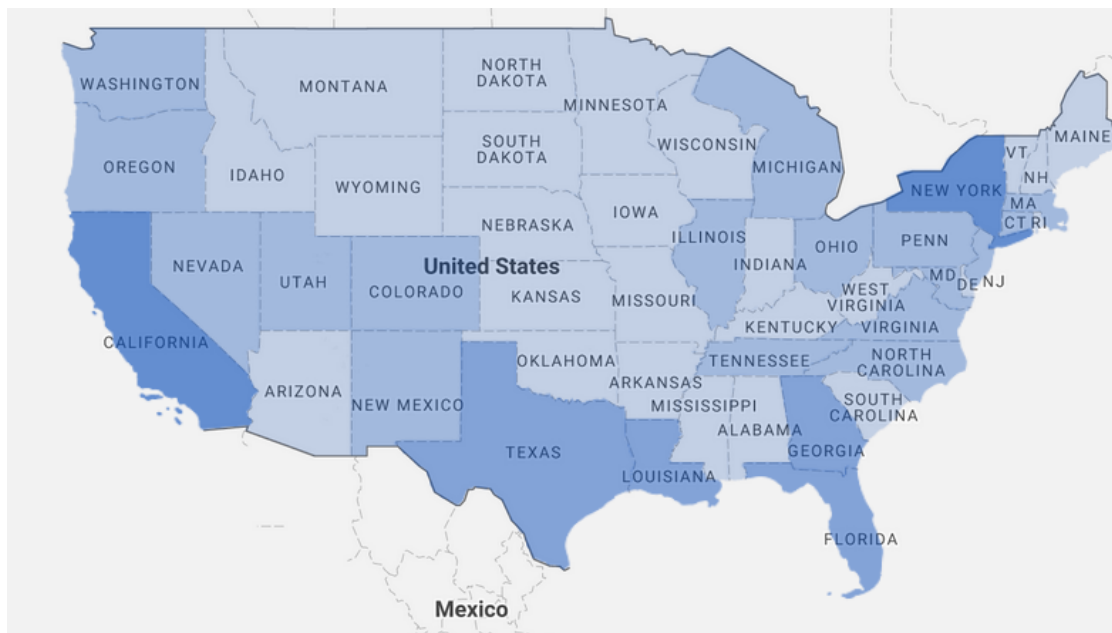 WASHINGTON
MONTANA
NORTH
DAKOTA
MINNESOTA
MAINE
VT
NH
WISCONSIN
SOUTH
DAKOTA
MICHIGAN
OREGON
IDAHO
WYOMING
NEW YORK
MA
CT RI
IOWA
NEBRASKA
ILLINOIS
OHIO
PENN
NEVADA
United States
INDIANA
MD
DE
NJ
UTAH
COLORADO
KANSAS
MISSOURI
WEST
VIRGINIA
KENTUCKY
VIRGINIA
CALIFORNIA
OKLAHOMA
TENNESSEE
NORTH
CAROLINA
ARIZONA
NEW MEXICO
ARKANSAS
MISSISSIPPI
SOUTH
CAROLINA
ALABAMA
GEORGIA
TEXAS
LOUISIANA
FLORIDA
Mexico